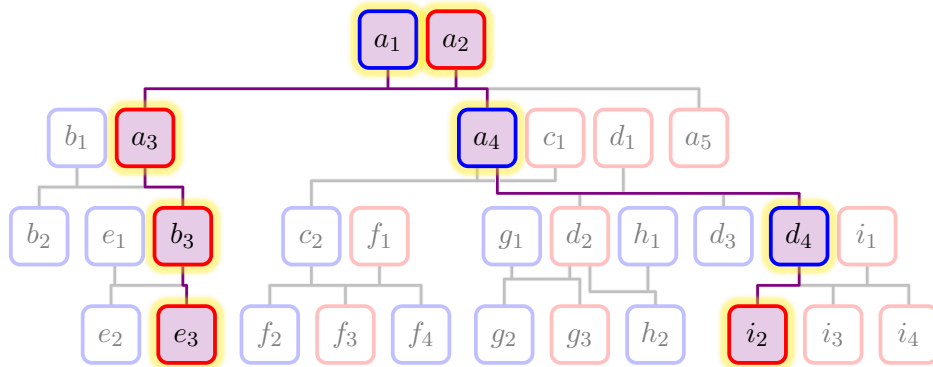 a₁ a₂
b₁ a₃ a₄ c₁ d₁ a₅
b₂ e₁ b₃ c₂ f₁ g₁ d₂ h₁ d₃ d₄ i₁
e₂ e₃ f₂ f₃ f₄ g₂ g₃ h₂ i₂ i₃ i₄